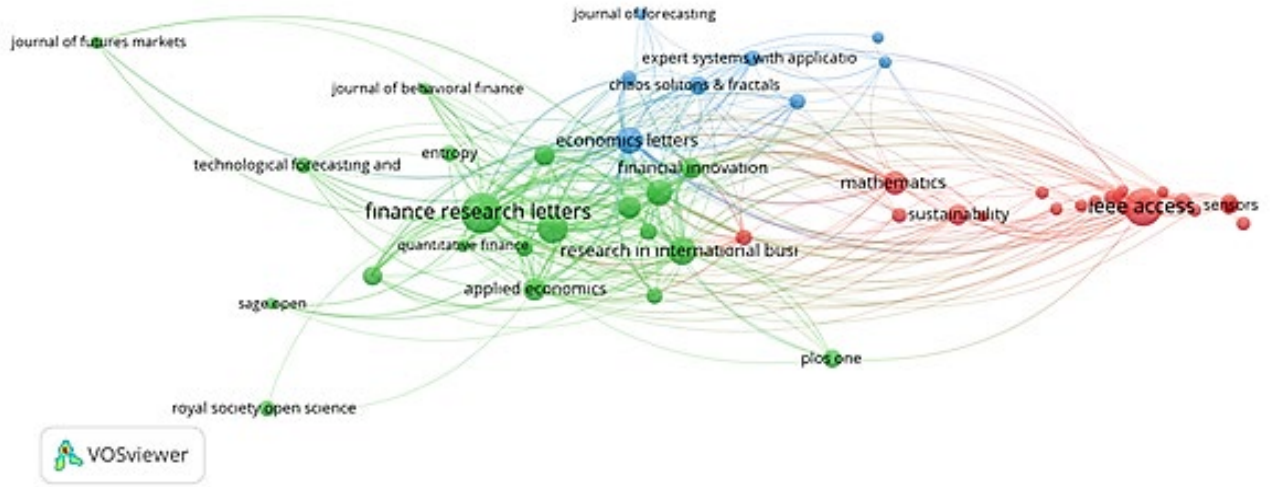 journal of forecasting
journal of futures markets
expert systems with applicatio
chaos solitons & fractals
journal of behavioral finance
economics letters
entropy
technological forecasting and
financial innovation
mathematics
finance research letters
sustainability
ieee access
sensors
quantitative finance
research in international busi
applied economics
sage open
plos one
royal society open science
VOSviewer